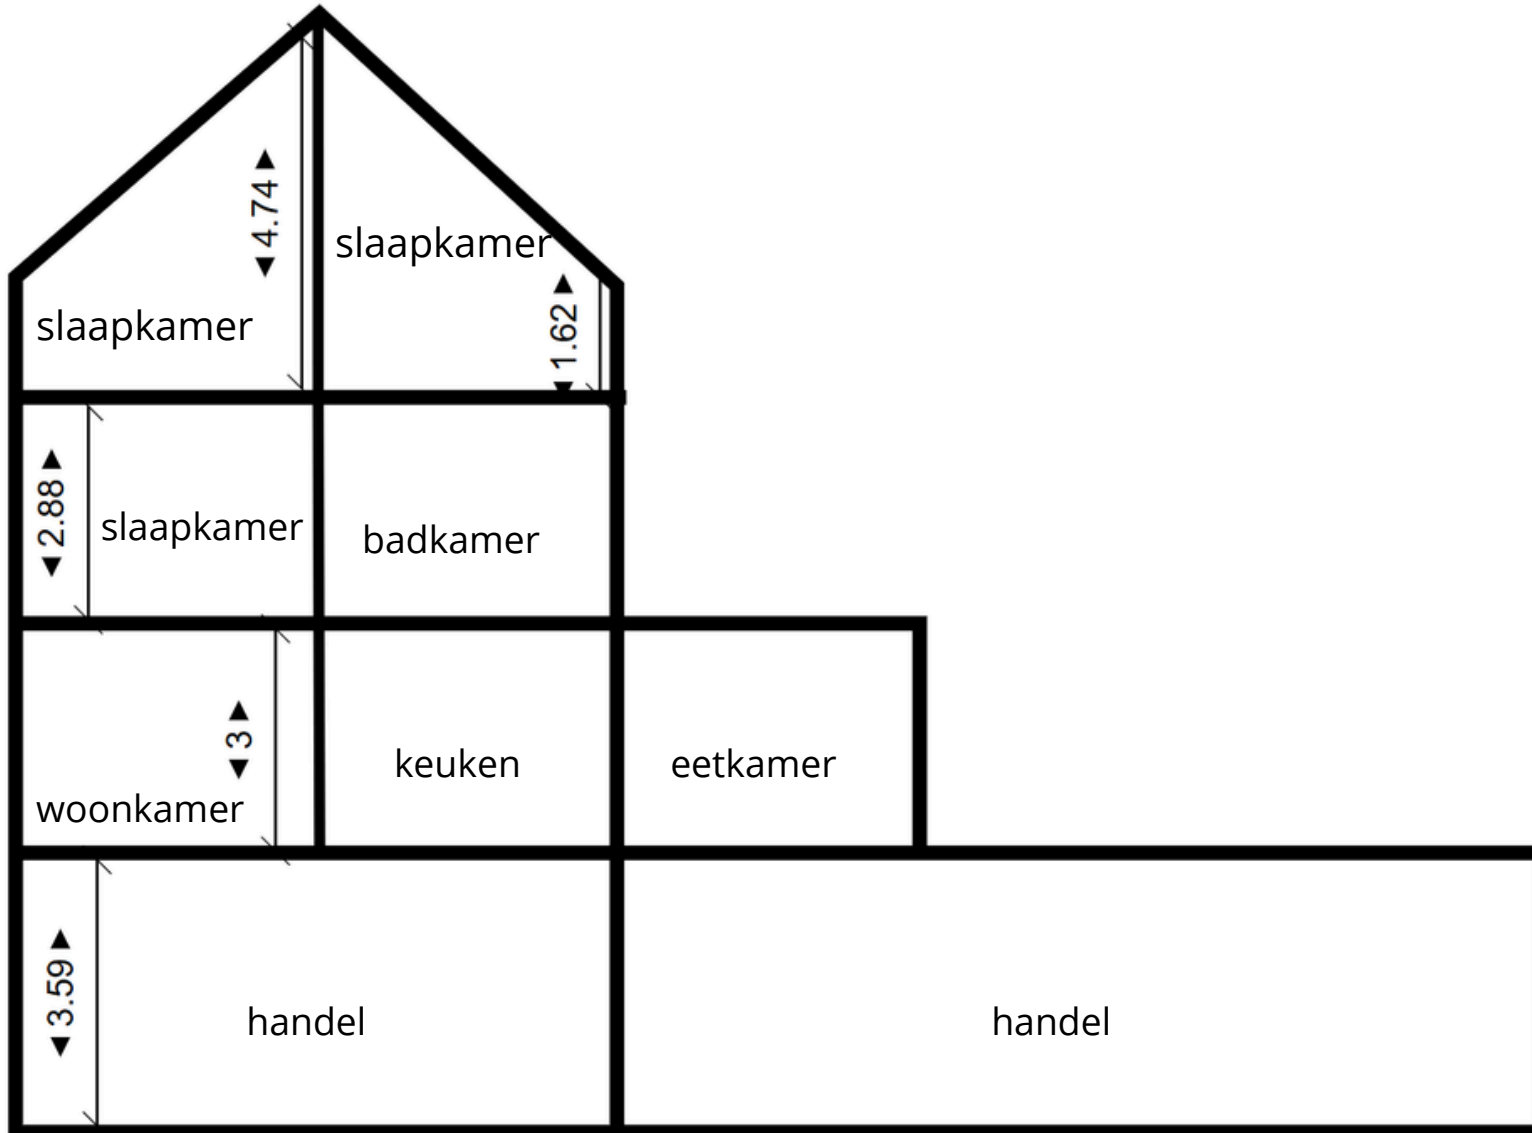 4.74
slaapkamer
slaapkamer
1.62
2.88
slaapkamer
badkamer
3
keuken
eetkamer
woonkamer
3.59
handel
handel